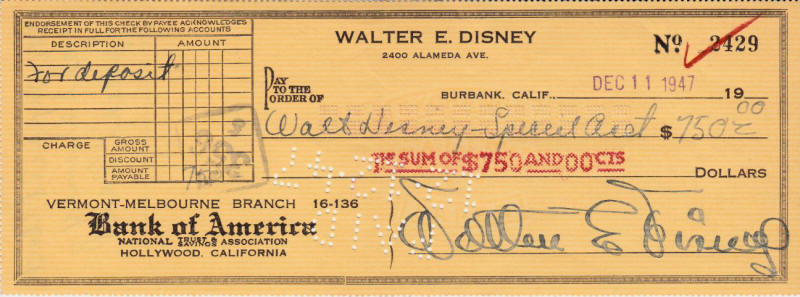 ENDORSEMENT OF THIS CHECK BY PAYEE ACKNOWLEDGES
RECEIPT IN FULL FOR THE FOLLOWING ACCOUNTS
DESCRIPTION AMOUNT
For deposit
CHARGE
GROSS AMOUNT
DISCOUNT
AMOUNT PAYABLE
WALTER E. DISNEY
2400 ALAMEDA AVE.
No. 2429
PAY TO THE ORDER OF
BURBANK, CALIF., DEC 11 1947 19
Walt Disney Special Acct $ 750 00
THE SUM OF $750 AND 00 CTS
DOLLARS
VERMONT-MELBOURNE BRANCH 16-136
Bank of America
NATIONAL TRUST & SAVINGS ASSOCIATION
HOLLYWOOD, CALIFORNIA
Walter E Disney